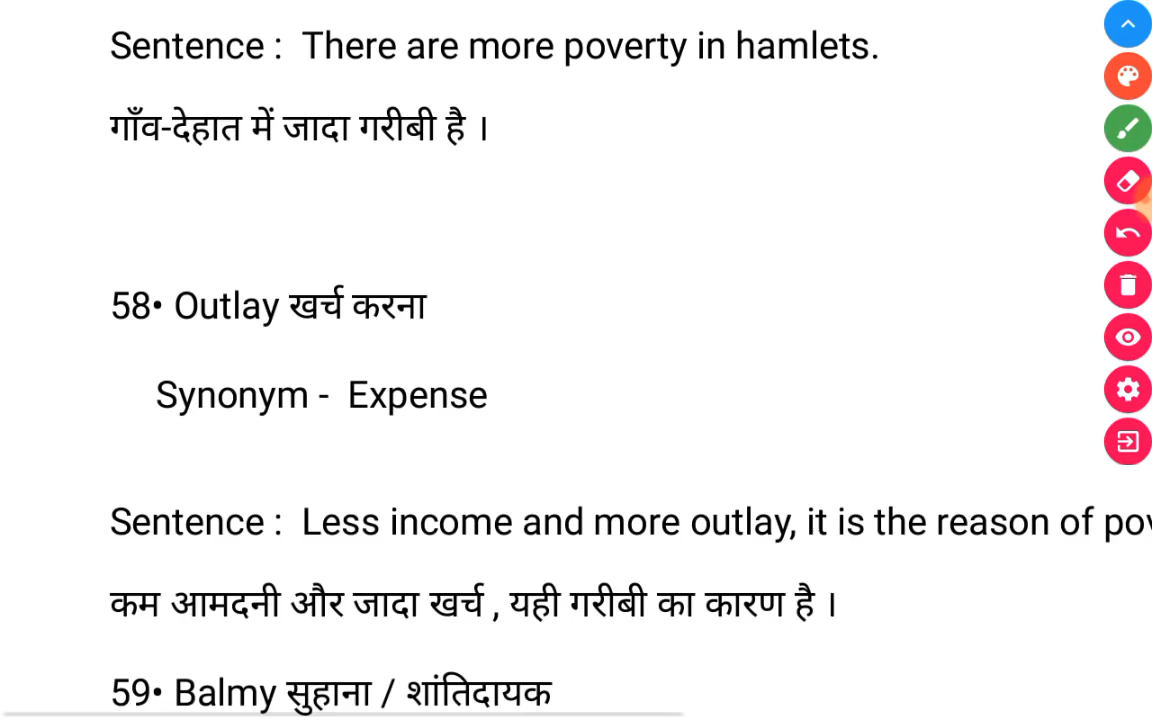 Sentence : There are more poverty in hamlets.
गाँव-देहात में जादा गरीबी है ।
58• Outlay खर्च करना
Synonym - Expense
Sentence : Less income and more outlay, it is the reason of
कम आमदनी और जादा खर्च , यही गरीबी का कारण है ।
59• Balmy सुहाना / शांतिदायक